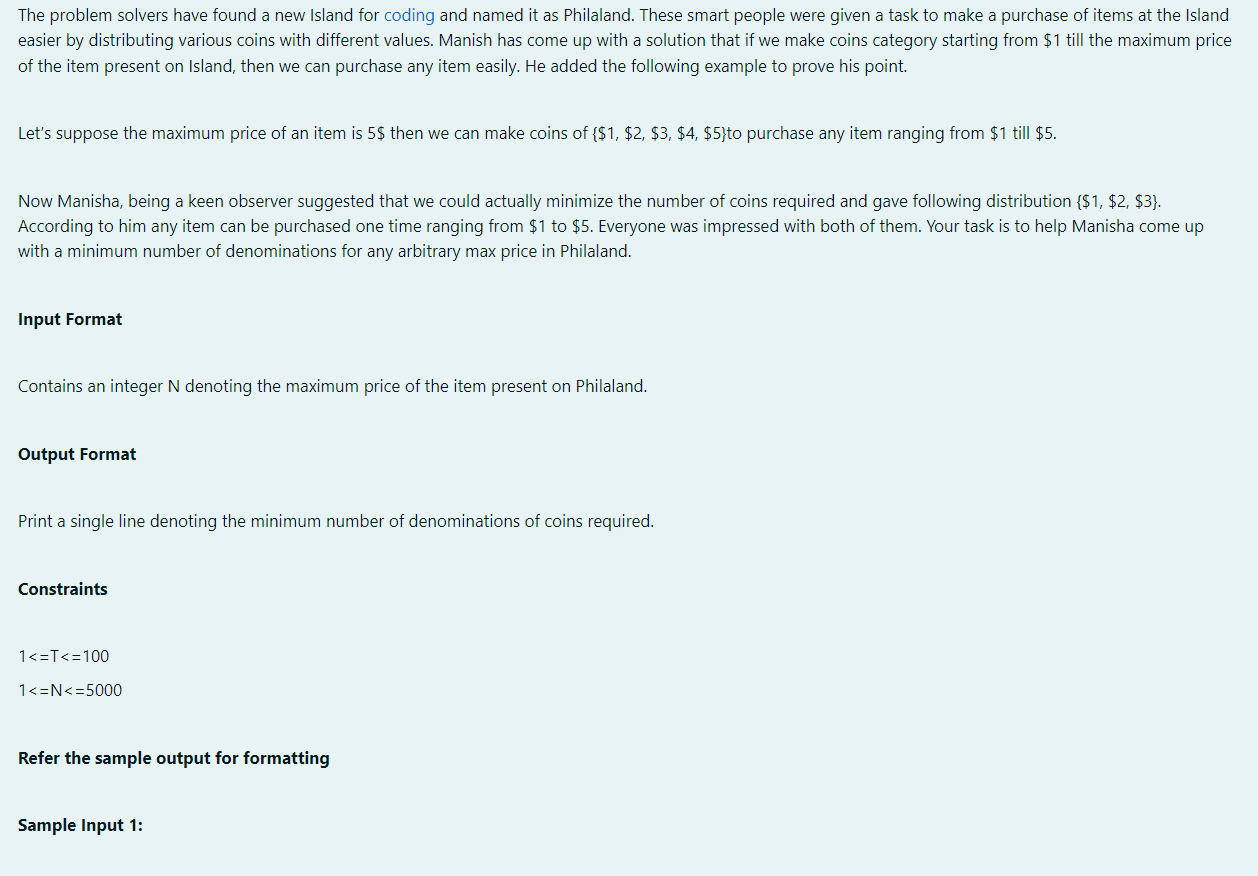 The problem solvers have found a new Island for coding and named it as Philaland. These smart people were given a task to make a purchase of items at the Island
easier by distributing various coins with different values. Manish has come up with a solution that if we make coins category starting from $1 till the maximum price
of the item present on Island, then we can purchase any item easily. He added the following example to prove his point.
Let’s suppose the maximum price of an item is 5$ then we can make coins of {$1, $2, $3, $4, $5}to purchase any item ranging from $1 till $5.
Now Manisha, being a keen observer suggested that we could actually minimize the number of coins required and gave following distribution {$1, $2, $3}.
According to him any item can be purchased one time ranging from $1 to $5. Everyone was impressed with both of them. Your task is to help Manisha come up
with a minimum number of denominations for any arbitrary max price in Philaland.
Input Format
Contains an integer N denoting the maximum price of the item present on Philaland.
Output Format
Print a single line denoting the minimum number of denominations of coins required.
Constraints
1<=T<=100
1<=N<=5000
Refer the sample output for formatting
Sample Input 1: